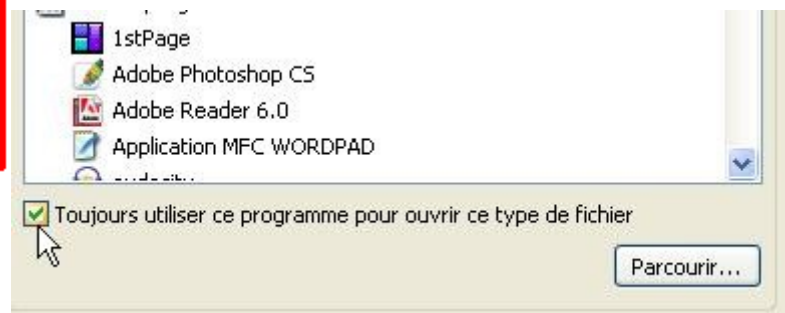 1stPage
Adobe Photoshop CS
Adobe Reader 6.0
Application MFC WORDPAD
Toujours utiliser ce programme pour ouvrir ce type de fichier
Parcourir...